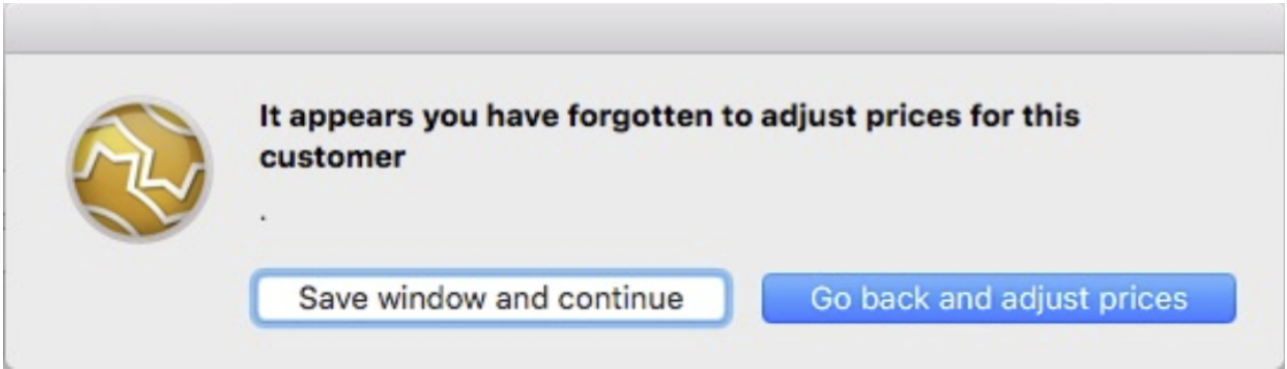 It appears you have forgotten to adjust prices for this
customer
.
Save window and continue
Go back and adjust prices